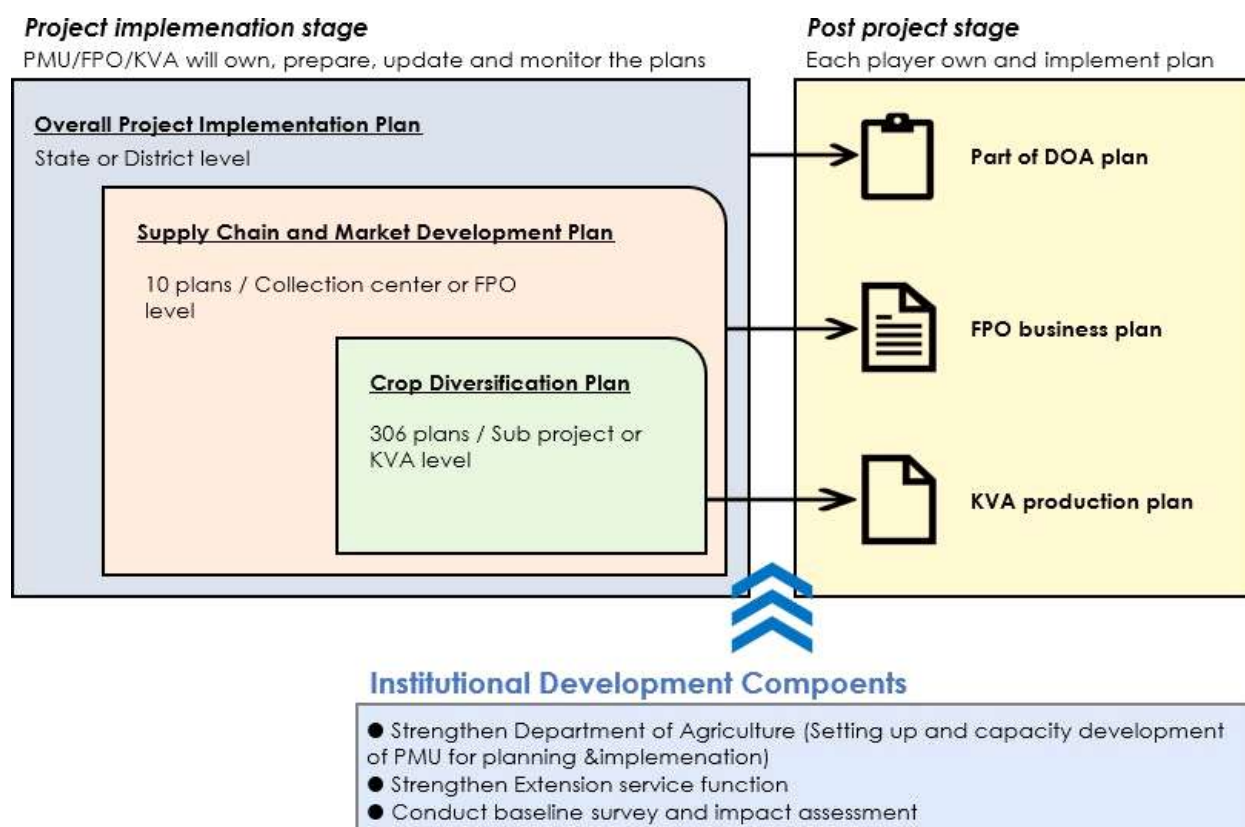 Project implemenation stage
PMU/FPO/KVA will own, prepare, update and monitor the plans
Post project stage
Each player own and implement plan
Overall Project Implementation Plan
State or District level
Supply Chain and Market Development Plan
10 plans / Collection center or FPO
level
Crop Diversification Plan
306 plans / Sub project or
KVA level
Part of DOA plan
FPO business plan
KVA production plan
Institutional Development Compoents
● Strengthen Department of Agriculture (Setting up and capacity development
of PMU for planning &implemenation)
● Strengthen Extension service function
● Conduct baseline survey and impact assessment